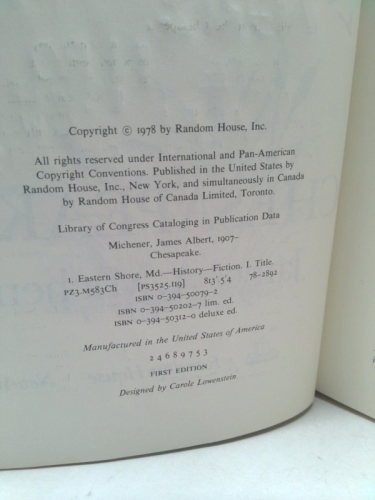 Copyright © 1978 by Random House, Inc.
All rights reserved under International and Pan-American
Copyright Conventions. Published in the United States by
Random House, Inc., New York, and simultaneously in Canada
by Random House of Canada Limited, Toronto.
Library of Congress Cataloging in Publication Data
Michener, James Albert, 1907–
Chesapeake.
1. Eastern Shore, Md.—History—Fiction. I. Title.
PZ3.M583Ch [PS3525.I19] 813'.5'4 78-2892
ISBN 0-394-50079-2
ISBN 0-394-50202-7 lim. ed.
ISBN 0-394-50312-0 deluxe ed.
Manufactured in the United States of America
2 4 6 8 9 7 5 3
FIRST EDITION
Designed by Carole Lowenstein